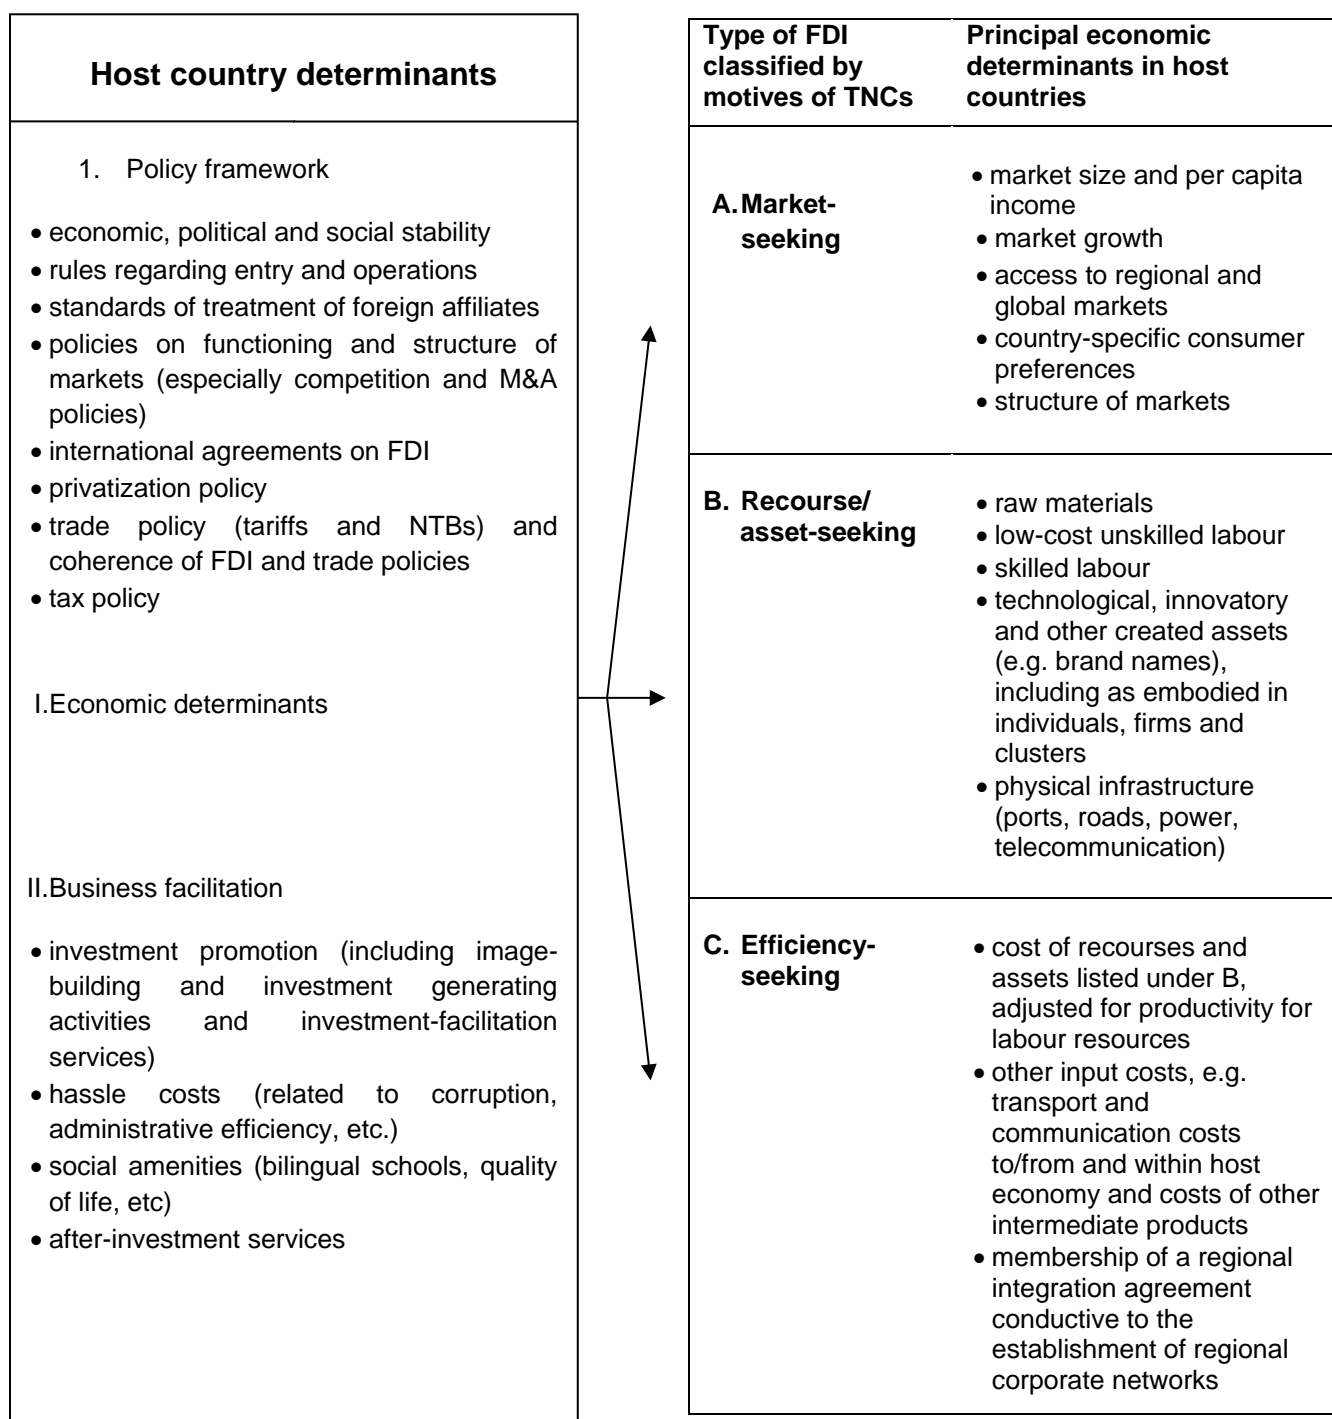 Host country determinants
1. Policy framework
• economic, political and social stability
• rules regarding entry and operations
• standards of treatment of foreign affiliates
• policies on functioning and structure of
markets (especially competition and M&A
policies)
• international agreements on FDI
• privatization policy
• trade policy (tariffs and NTBs) and
coherence of FDI and trade policies
• tax policy
I.Economic determinants
II.Business facilitation
• investment promotion (including image-
building and investment generating
activities and investment-facilitation
services)
• hassle costs (related to corruption,
administrative efficiency, etc.)
• social amenities (bilingual schools, quality
of life, etc)
• after-investment services
Type of FDI
classified by
motives of TNCs
Principal economic
determinants in host
countries
A. Market-
seeking
• market size and per capita
income
• market growth
• access to regional and
global markets
• country-specific consumer
preferences
• structure of markets
B. Recourse/
asset-seeking
• raw materials
• low-cost unskilled labour
• skilled labour
• technological, innovatory
and other created assets
(e.g. brand names),
including as embodied in
individuals, firms and
clusters
• physical infrastructure
(ports, roads, power,
telecommunication)
C. Efficiency-
seeking
• cost of recourses and
assets listed under B,
adjusted for productivity for
labour resources
• other input costs, e.g.
transport and
communication costs
to/from and within host
economy and costs of other
intermediate products
• membership of a regional
integration agreement
conductive to the
establishment of regional
corporate networks